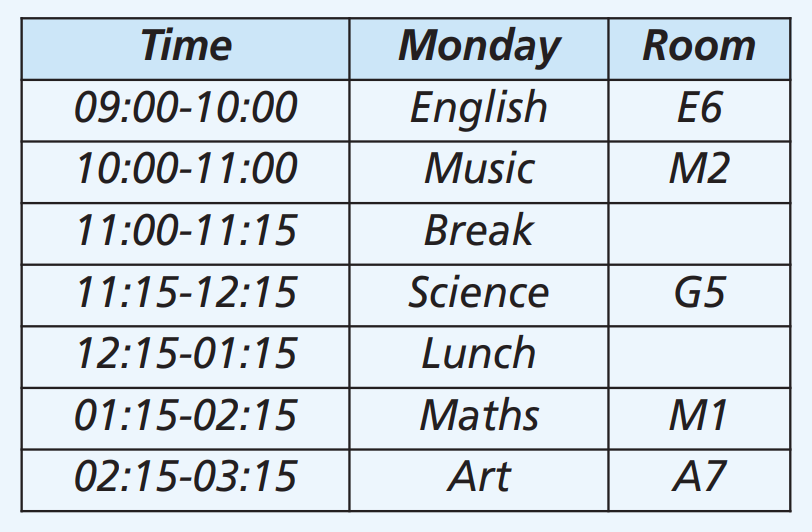 Time Monday Room
09:00-10:00 English E6
10:00-11:00 Music M2
11:00-11:15 Break
11:15-12:15 Science G5
12:15-01:15 Lunch
01:15-02:15 Maths M1
02:15-03:15 Art A7